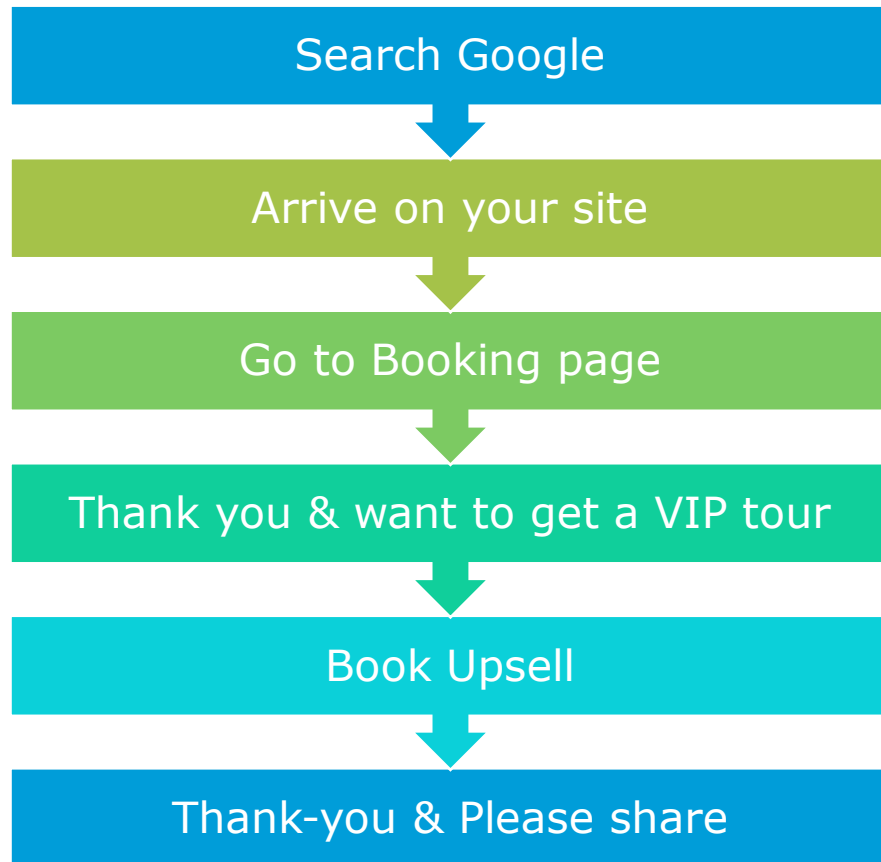 Search Google
Arrive on your site
Go to Booking page
Thank you & want to get a VIP tour
Book Upsell
Thank-you & Please share